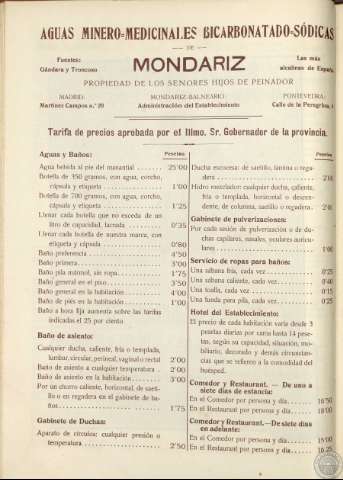 AGUAS MINERO-MEDICINALES BICARBONATADO-SÓDICAS
DE
MONDARIZ
Fuentes:
Gándara y Troncoso
Las más
alcalinas de España
PROPIEDAD DE LOS SEÑORES HIJOS DE PEINADOR
MADRID:
Martínez Campos n.º 29
MONDARIZ-BALNEARIO:
Administración del Establecimiento
PONTEVEDRA:
Calle de la Peregrina,
Tarifa de precios aprobada por el Illmo. Sr. Gobernador de la provincia.
Aguas y Baños: Pesetas
Agua bebida al pie del manantial 25'00
Botella de 350 gramos, con agua, corcho,
cápsula y etiqueta 1'00
Botella de 700 gramos, con agua, corcho,
cápsula y etiqueta 1'25
Llenar cada botella que no exceda de un
litro de capacidad, lacrada 0'35
Llenar cada botella de nuestra marca, con
etiqueta y cápsula 0'80
Baño preferencia 4'50
Baño primera 3'00
Baño pila mármol, sin ropa 1'75
Baño general en el piso 3'50
Baño general en la habitación 4'00
Baño de piés en la habitación 1'00
Baño a hora fija aumenta sobre las tarifas
indicadas el 25 por ciento
Baño de asiento:
Cualquier ducha, caliente, fría o templada,
lumbar, circular, perineal, vaginal o rectal 2'00
Baño de asiento a cualquier temperatura 2'00
Baño de asiento en la habitación 3'00
Por un chorro caliente, horizontal, de saetilla
o en regadera en el gabinete de baños
1'75
Gabinete de Duchas:
Aparato de círculos: cualquier presión o
temperatura 2'50
Pesetas
Ducha escocesa: de saetilla, lámina o regadera
2'00
Hidro mezclador: cualquier ducha, caliente,
fría o templada, horizontal o descendente,
de columna, saetilla o regadera
Gabinete de pulverizaciones:
Por cada sesión de pulverización o de duchas
capilares, nasales, oculares auriculares
1'00
Servicio de ropas para baños:
Una sábana fría, cada vez 0'25
Una sábana caliente, cada vez 0'40
Una toalla, cada vez 0'15
Una funda para pila, cada vez 0'25
Hotel del Establecimiento:
El precio de cada habitación varía desde 3
pesetas diarias por varios hasta 14 pesetas,
según su capacidad, situación, mobiliario,
decorado y demás circunstancias
que se refieren a la comodidad del
huésped.
Comedor y Restaurant. — De uno a
siete días de estancia:
En el Comedor por persona y día 16'50
En el Restaurant por persona y día 18'00
Comedor y Restaurant.—De siete días
en adelante:
En el Comedor por persona y día 15'00
En el Restaurant por persona y día 16'25